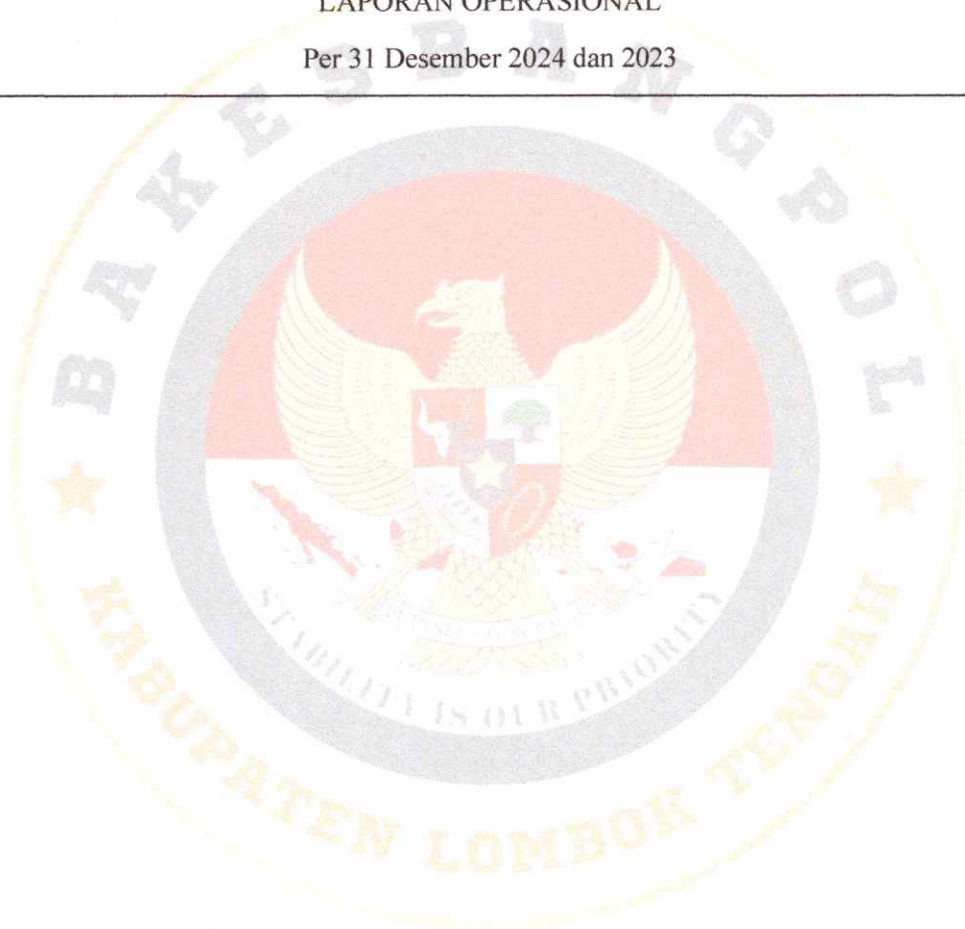 LAPORAN OPERASIONAL
Per 31 Desember 2024 dan 2023
BAKESBANGPOL
STABILITY IS OUR PRIORITY
KABUPATEN LOMBOK TENGAH